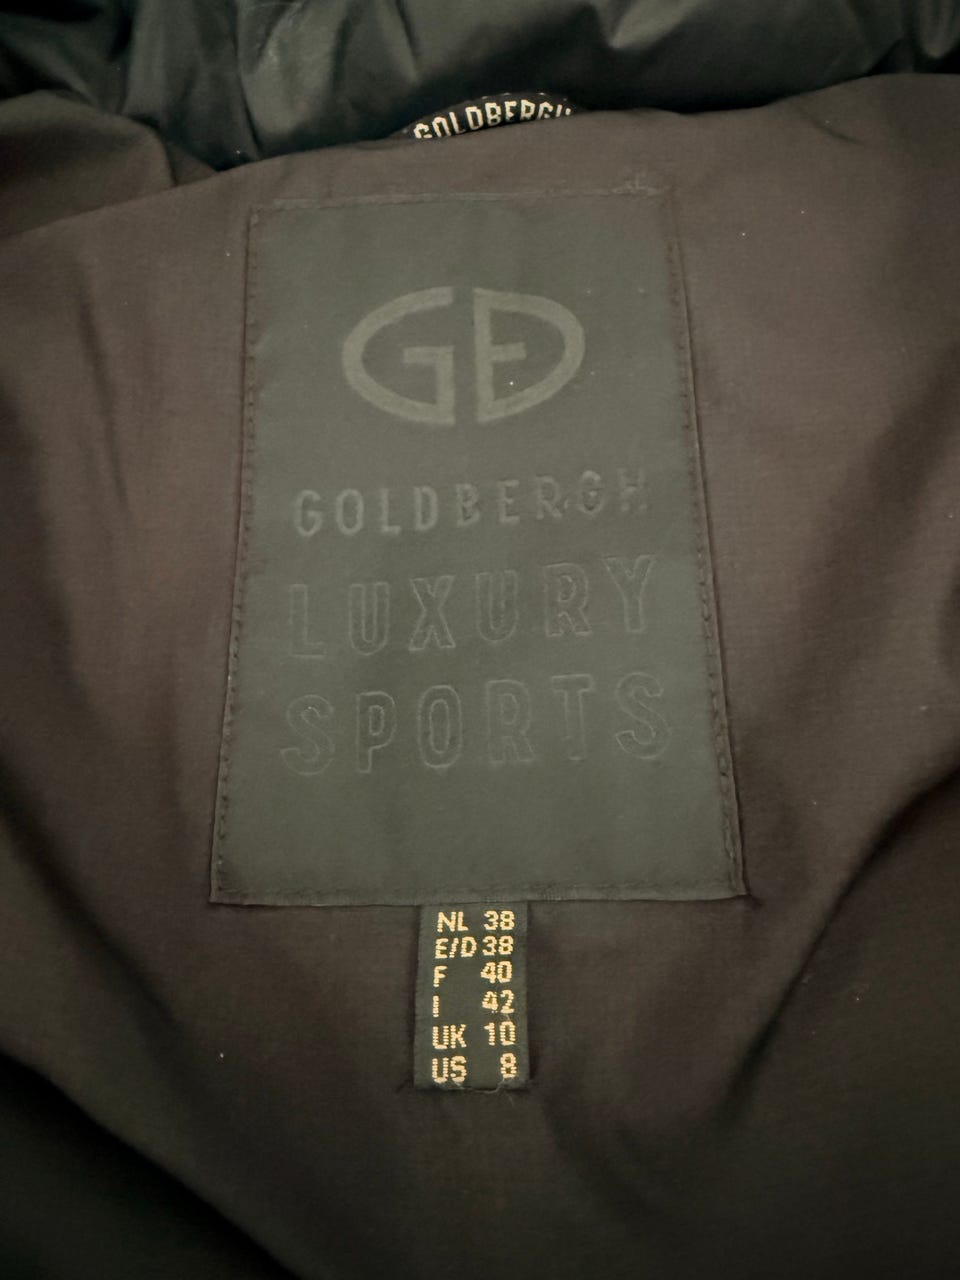 GOLDBERGH
GD
GOLDBERGH
LUXURY
SPORTS
NL 38
E/D 38
F 40
I 42
UK 10
US 8